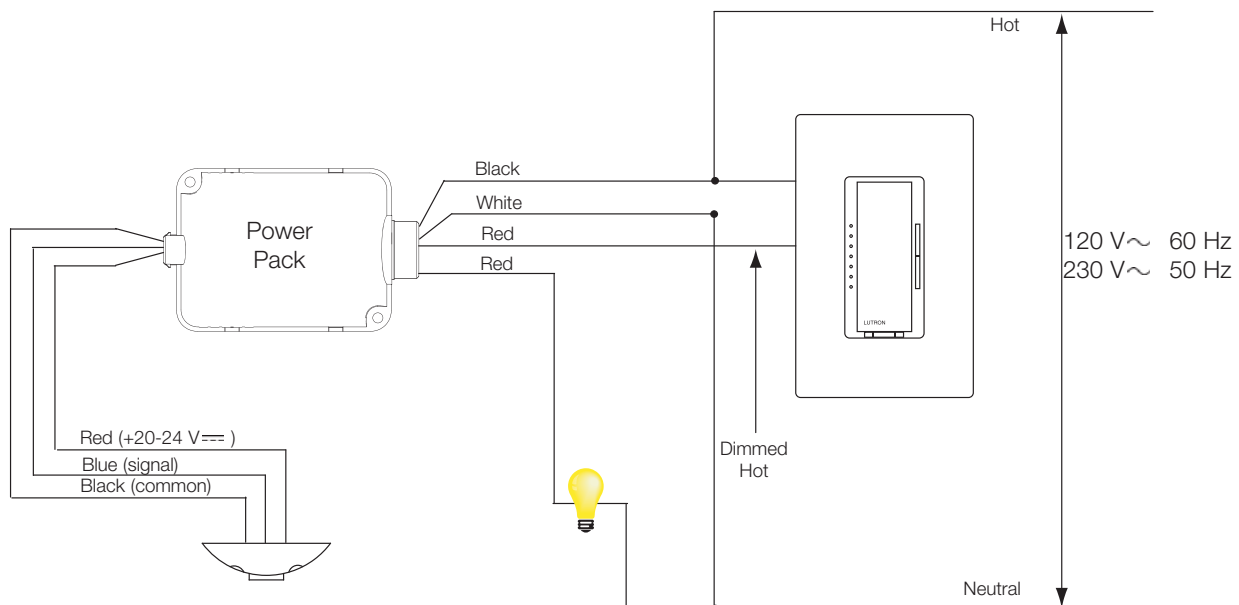 Hot
Black
White
Power
Pack
Red
Red
120 V～ 60 Hz
230 V～ 50 Hz
LUTRON
Dimmed
Hot
Red (+20-24 V⎓ )
Blue (signal)
Black (common)
Neutral